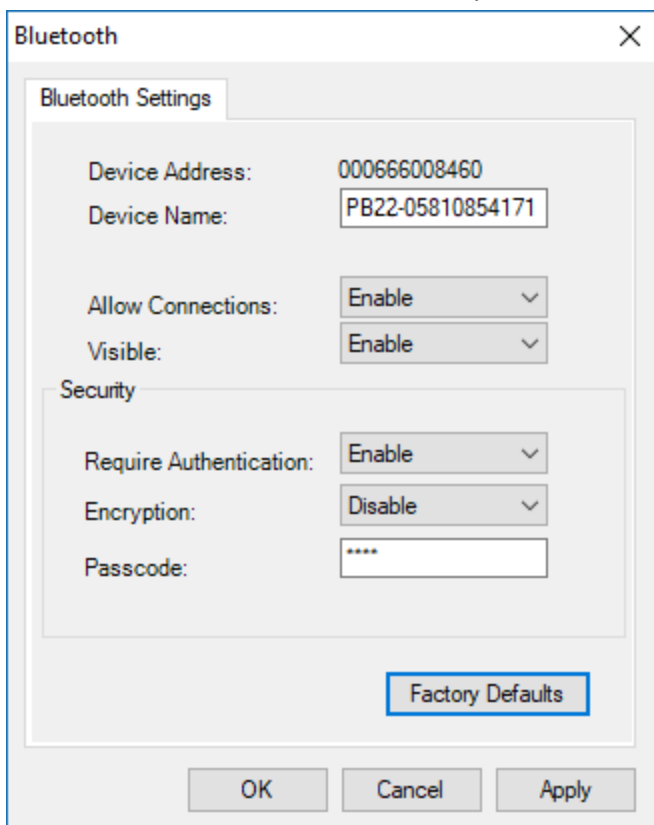 Bluetooth
Bluetooth Settings
Device Address: 000666008460
Device Name: PB22-05810854171
Allow Connections: Enable
Visible: Enable
Security
Require Authentication: Enable
Encryption: Disable
Passcode: ****
Factory Defaults
OK Cancel Apply